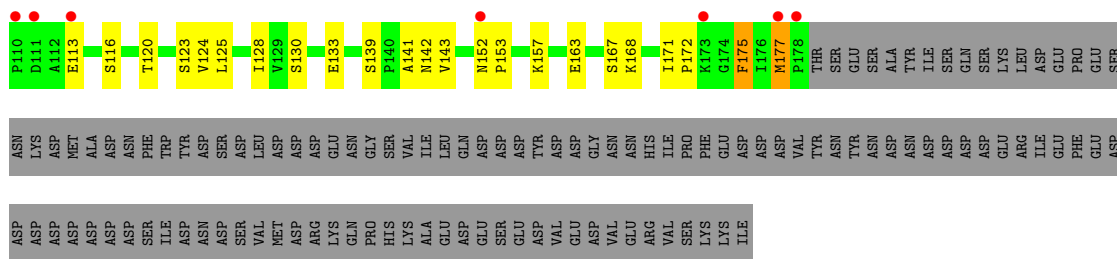 P110 D111 A112 E113 S116 T120 S123 V124 L125 I128 V129 S130 E133 S139 P140 A141 N142 V143 N152 P153 K157 E163 S167 K168 I171 P172 K173 G174 F175 I176 M177 P178 THR SER GLU SER ALA TYR ILE SER GLN SER LYS LEU ASP GLU PRO GLU SER
ASN LYS ASP MET ALA ASP ASN PHE TRP TYR ASP SER ASP LEU ASP ASP ASP GLU ASN GLY SER VAL ILE LEU GLN ASP ASP ASP TYR ASP ASP GLY ASN ASN HIS ILE PRO PHE GLU ASP ASP ASP VAL TYR ASN TYR ASN ASP ASN ASP ASP ASP ASP GLU ARG ILE GLU PHE GLU ASP
ASP ASP ASP ASP ASP ASP ASP SER ILE ASP ASN ASP SER VAL MET ASP ARG LYS GLN PRO HIS LYS ALA GLU ASP GLU SER GLU ASP VAL GLU ASP VAL GLU ARG VAL SER LYS LYS ILE